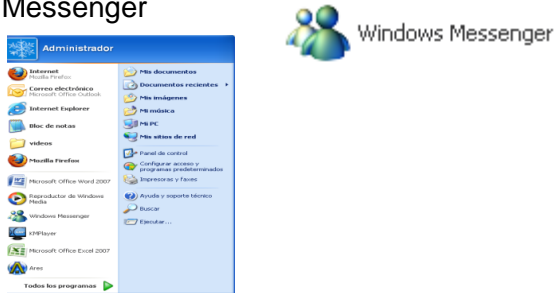 Messenger
Windows Messenger
Administrador
Internet
Mozilla Firefox
Correo electrónico
Microsoft Office Outlook
Internet Explorer
Bloc de notas
videos
Mozilla Firefox
Microsoft Office Word 2007
Reproductor de Windows
Media
Windows Messenger
KMPlayer
Microsoft Office Excel 2007
Ares
Todos los programas
Mis documentos
Documentos recientes
Mis imágenes
Mi música
Mi PC
Mis sitios de red
Panel de control
Configurar acceso y
programas predeterminados
Impresoras y faxes
Ayuda y soporte técnico
Buscar
Ejecutar...